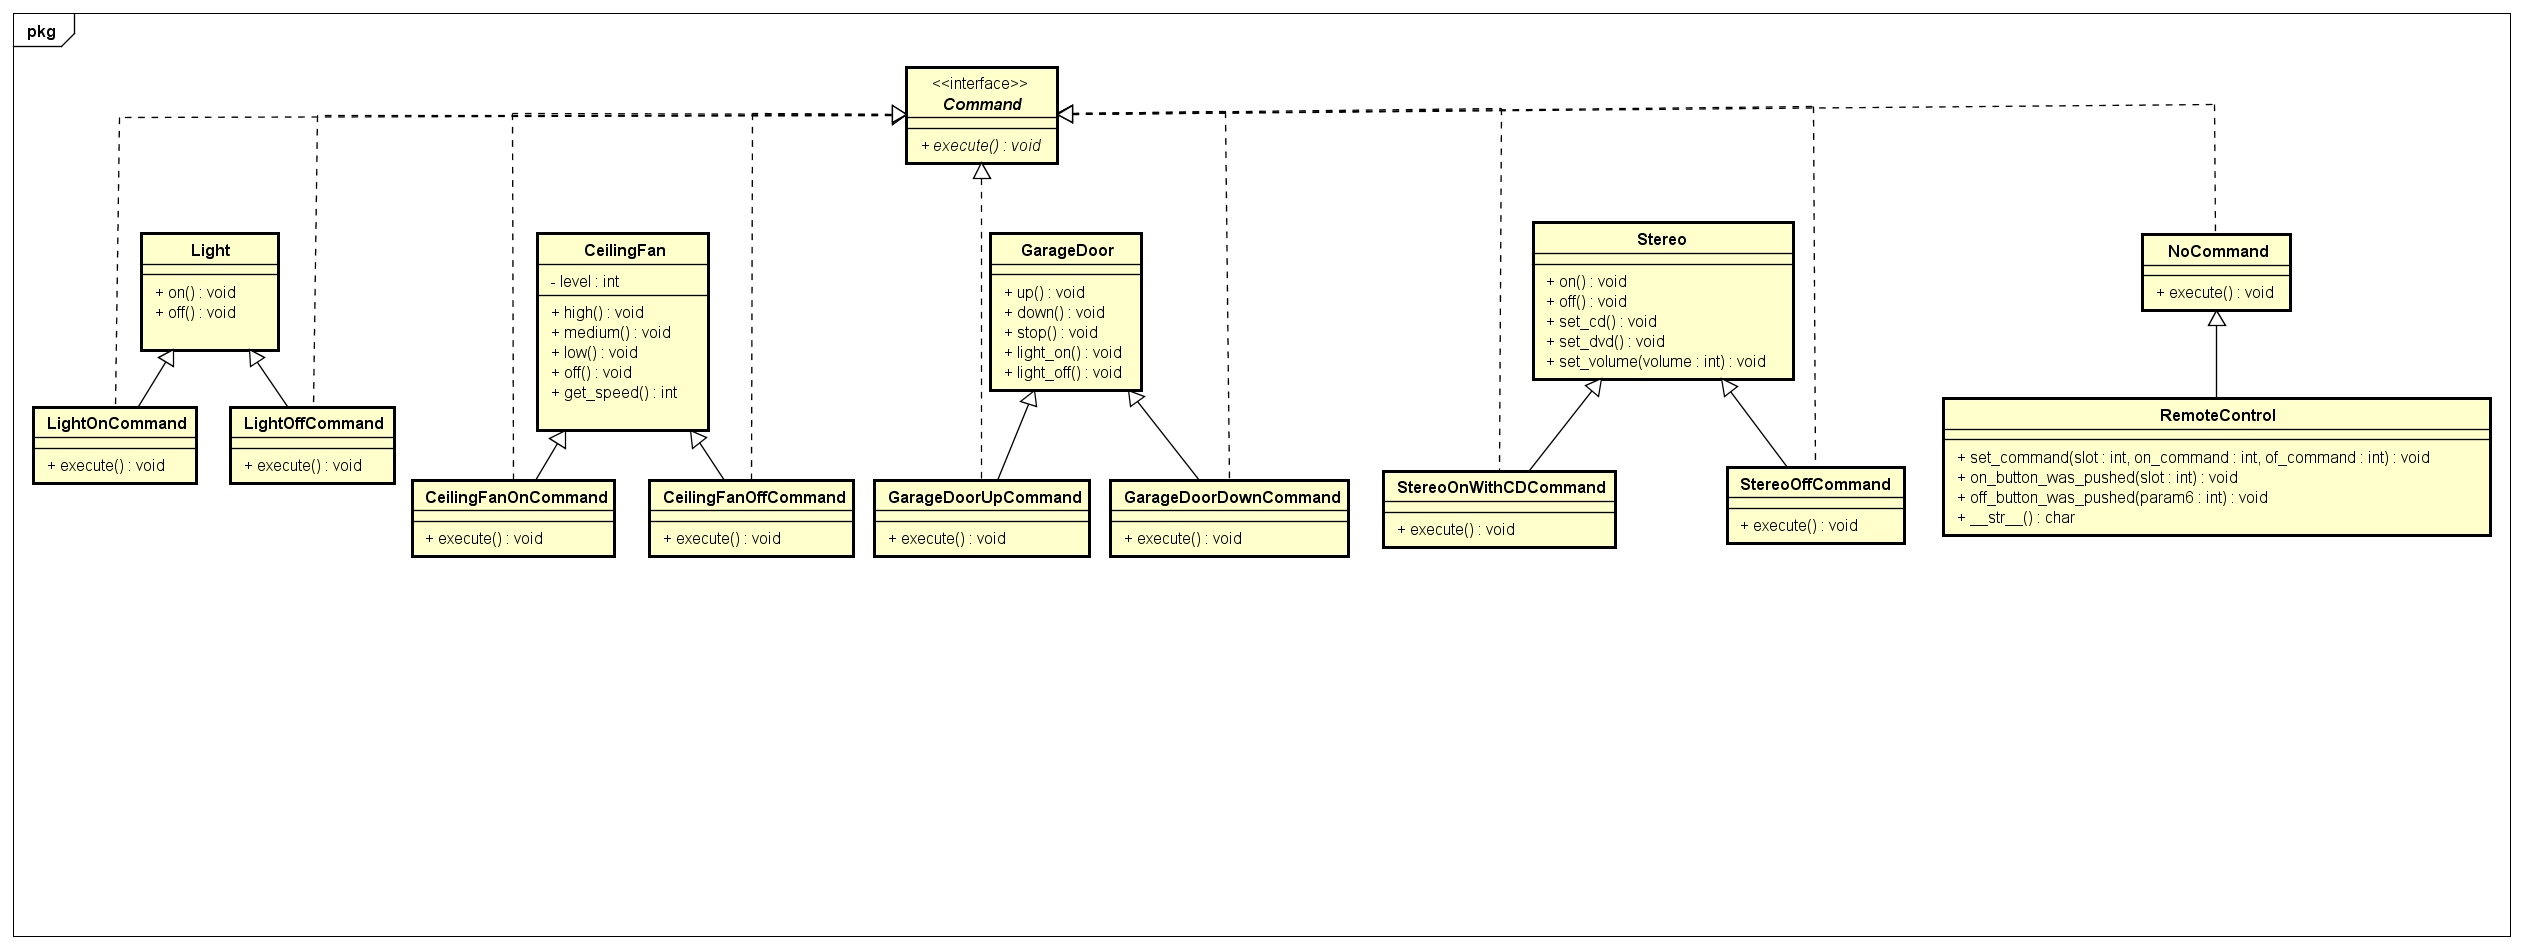 pkg
<<interface>>
Command
+ execute() : void
Light
+ on() : void
+ off() : void
CeilingFan
- level : int
+ high() : void
+ medium() : void
+ low() : void
+ off() : void
+ get_speed() : int
GarageDoor
+ up() : void
+ down() : void
+ stop() : void
+ light_on() : void
+ light_off() : void
Stereo
+ on() : void
+ off() : void
+ set_cd() : void
+ set_dvd() : void
+ set_volume(volume : int) : void
NoCommand
+ execute() : void
LightOnCommand
+ execute() : void
LightOffCommand
+ execute() : void
CeilingFanOnCommand
+ execute() : void
CeilingFanOffCommand
+ execute() : void
GarageDoorUpCommand
+ execute() : void
GarageDoorDownCommand
+ execute() : void
StereoOnWithCDCommand
+ execute() : void
StereoOffCommand
+ execute() : void
RemoteControl
+ set_command(slot : int, on_command : int, of_command : int) : void
+ on_button_was_pushed(slot : int) : void
+ off_button_was_pushed(param6 : int) : void
+ __str__() : char